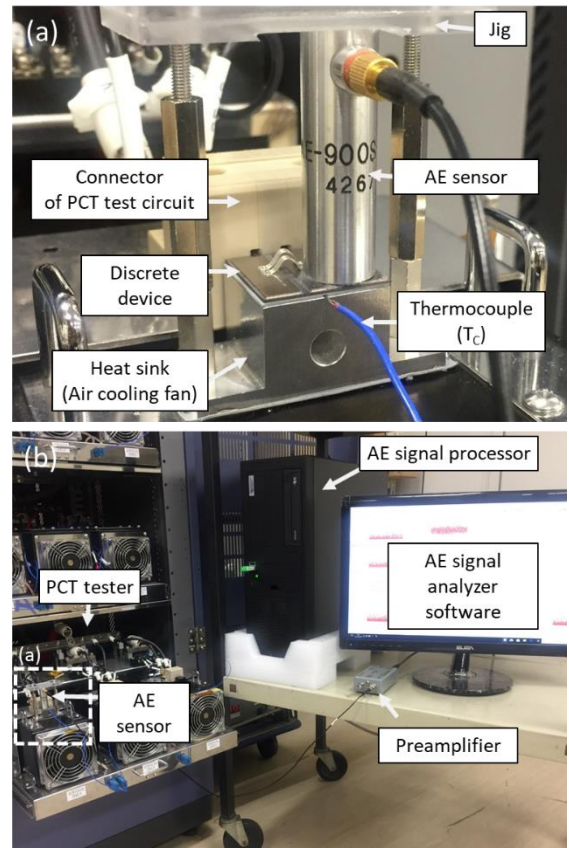 (a)
Jig
E-900S
4267
AE sensor
Connector
of PCT test circuit
Discrete
device
Thermocouple
(T_C)
Heat sink
(Air cooling fan)
(b)
AE signal processor
AE signal
analyzer
software
PCT tester
(a)
AE
sensor
Preamplifier